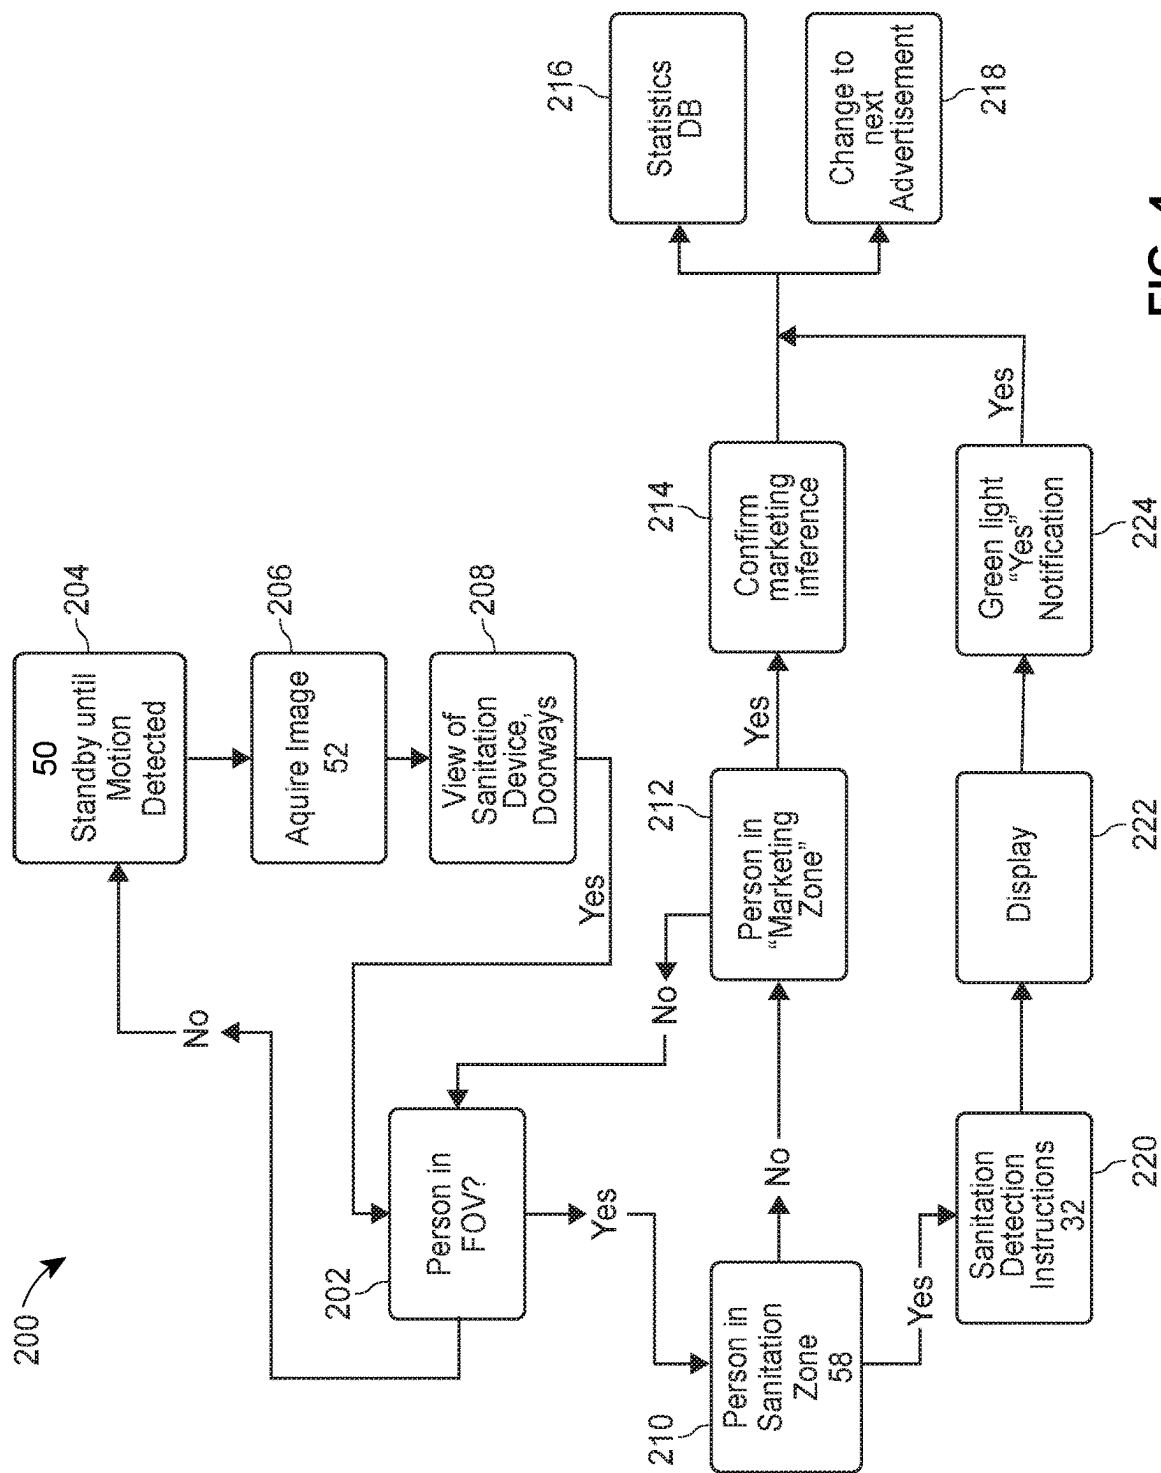 200
202
Person in
FOV?
No
50
Standby until
Motion
Detected
204
Aquire Image
52
206
View of
Sanitation
Device,
Doorways
208
Yes
Yes
210
Person in
Sanitation
Zone
58
No
No
Person in
“Marketing
Zone”
212
Yes
Confirm
marketing
inference
214
Statistics
DB
216
Change to
next
Advertisement
218
Yes
Sanitation
Detection
Instructions
32
220
Display
222
Green light
“Yes”
Notification
224
Yes